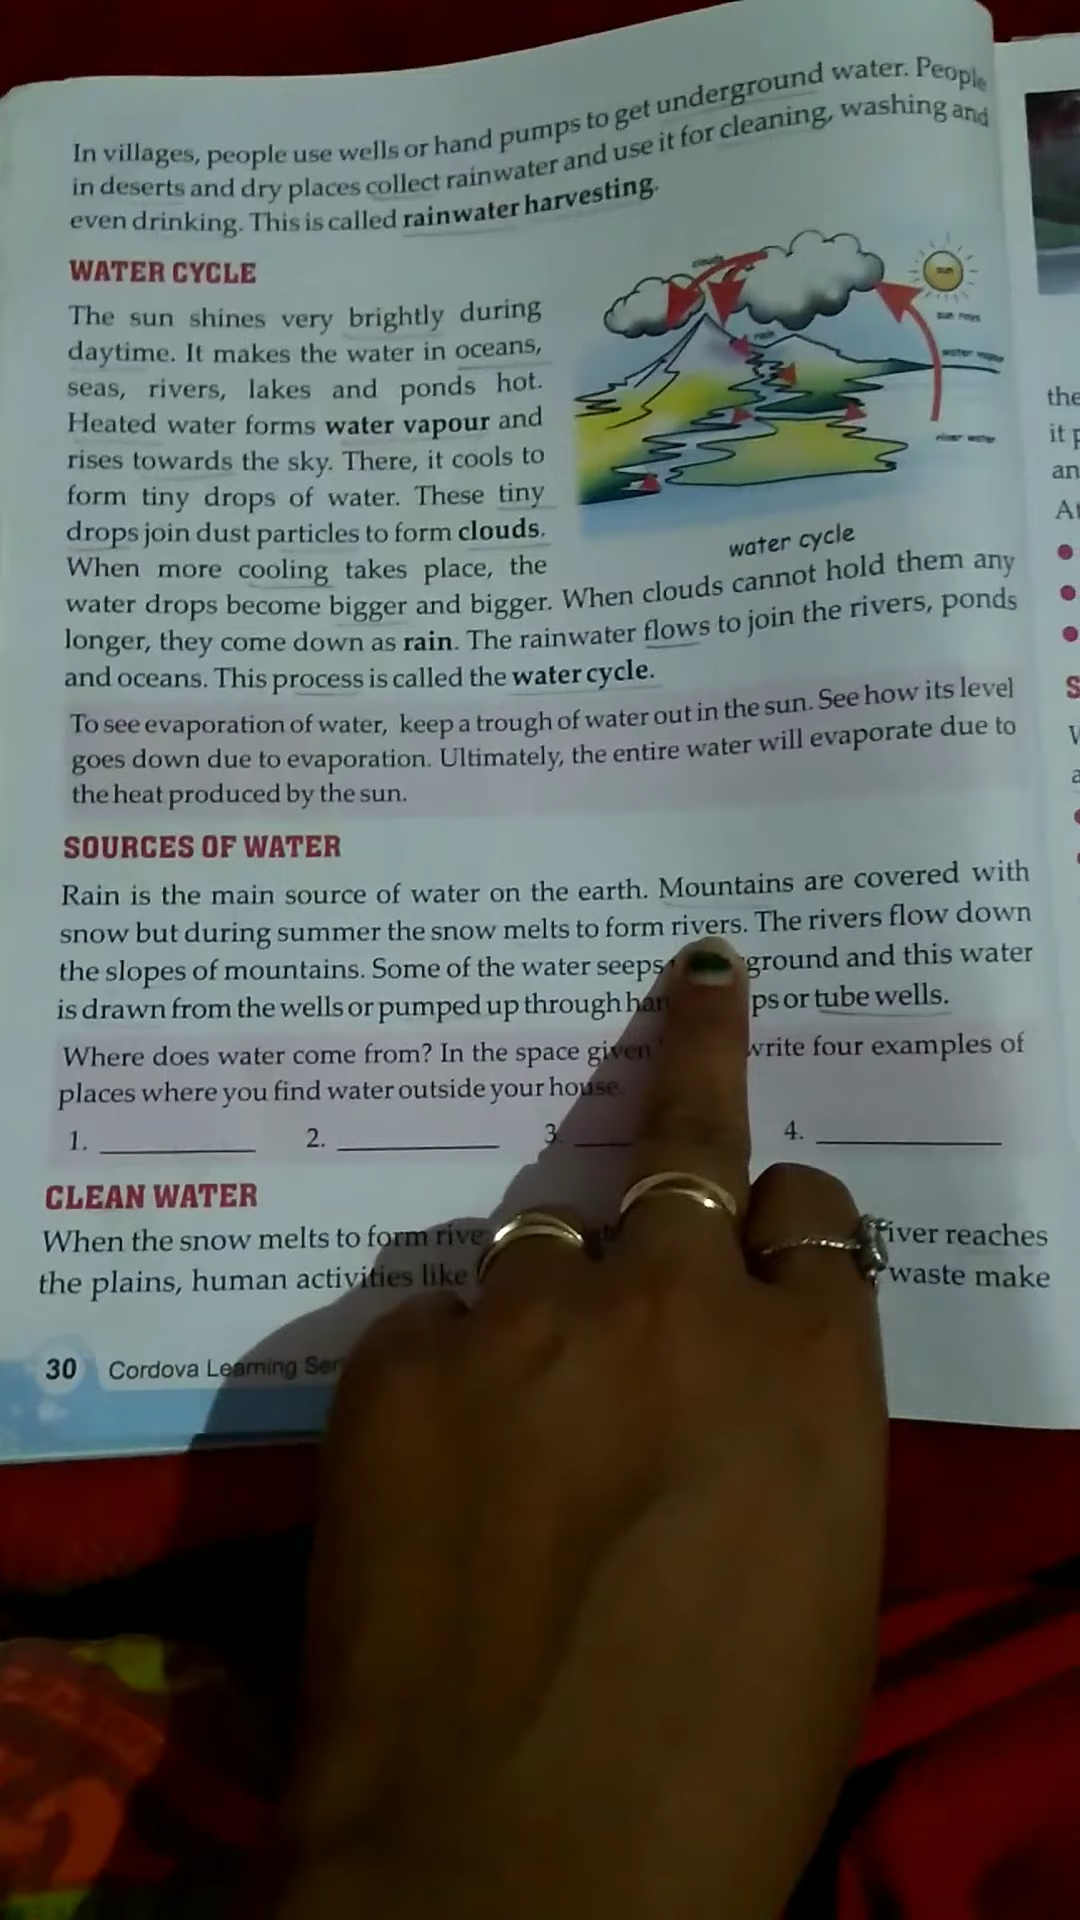 In villages, people use wells or hand pumps to get underground water. People
in deserts and dry places collect rainwater and use it for cleaning, washing and
even drinking. This is called rainwater harvesting.
WATER CYCLE
The sun shines very brightly during
daytime. It makes the water in oceans,
seas, rivers, lakes and ponds hot.
Heated water forms water vapour and
rises towards the sky. There, it cools to
form tiny drops of water. These tiny
drops join dust particles to form clouds.
When more cooling takes place, the
water drops become bigger and bigger. When clouds cannot hold them any
longer, they come down as rain. The rainwater flows to join the rivers, ponds
and oceans. This process is called the water cycle.
clouds
sun
sun rays
rain
water vapour
river water
water cycle
To see evaporation of water, keep a trough of water out in the sun. See how its level
goes down due to evaporation. Ultimately, the entire water will evaporate due to
the heat produced by the sun.
SOURCES OF WATER
Rain is the main source of water on the earth. Mountains are covered with
snow but during summer the snow melts to form rivers. The rivers flow down
the slopes of mountains. Some of the water seeps ground and this water
is drawn from the wells or pumped up through han ps or tube wells.
Where does water come from? In the space given write four examples of
places where you find water outside your house.
1. 2. 3. 4.
CLEAN WATER
When the snow melts to form rive iver reaches
the plains, human activities like waste make
30 Cordova Learning Ser
the
it p
an